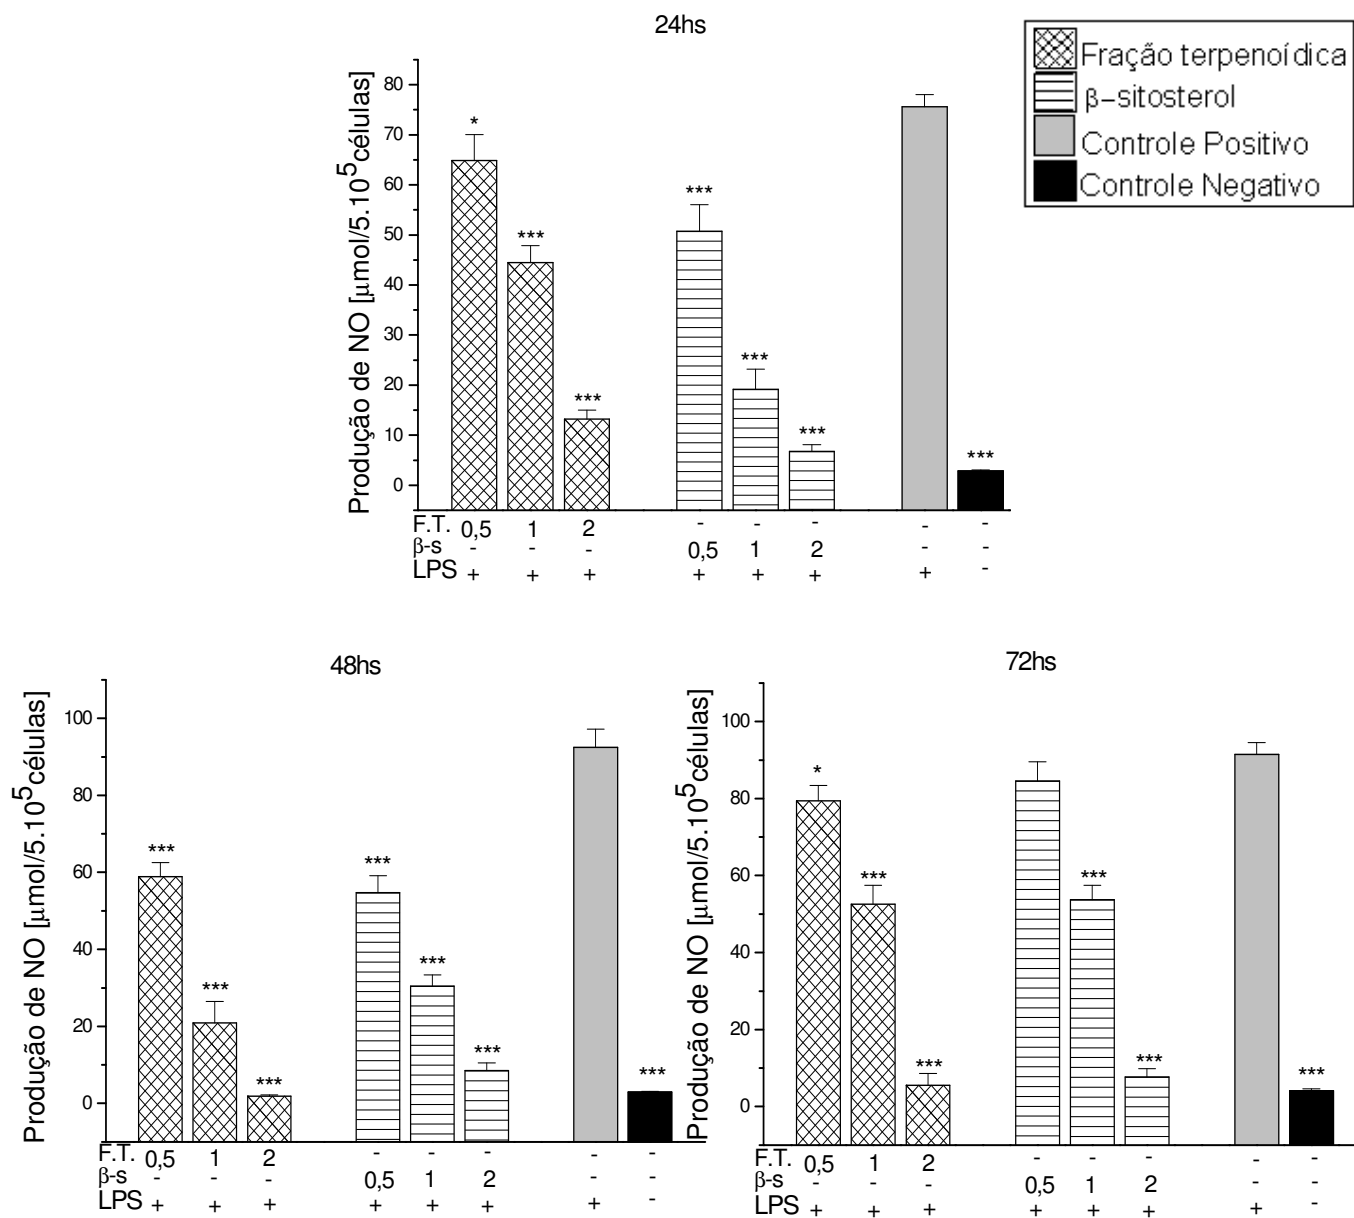 24hs
Fração terpenoídica
β-sitosterol
Controle Positivo
Controle Negativo
Produção de NO [μmol/5.10⁵células]
80
70
60
50
40
30
20
10
0
* *** *** *** *** *** ***
F.T. 0,5 1 2 - - - - -
β-s - - - 0,5 1 2 - -
LPS + + + + + + + -
48hs
Produção de NO [μmol/5.10⁵células]
100
80
60
40
20
0
*** *** *** *** *** *** ***
F.T. 0,5 1 2 - - - - -
β-s - - - 0,5 1 2 - -
LPS + + + + + + + -
72hs
Produção de NO [μmol/5.10⁵células]
100
80
60
40
20
0
* *** *** *** *** ***
F.T. 0,5 1 2 - - - - -
β-s - - - 0,5 1 2 - -
LPS + + + + + + + -